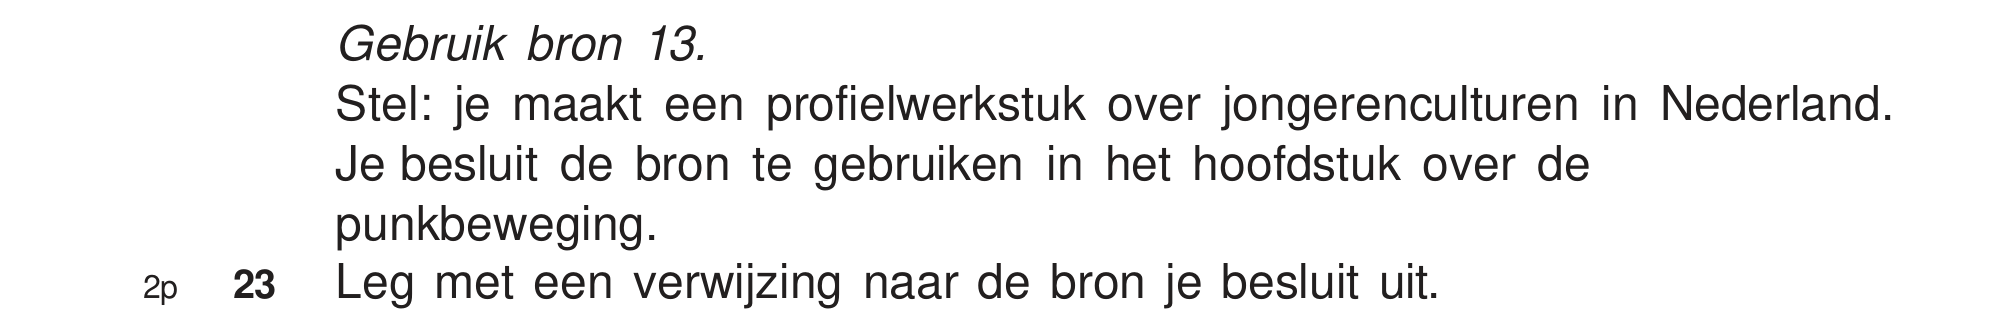 Gebruik bron 13.
Stel: je maakt een profielwerkstuk over jongerenculturen in Nederland.
Je besluit de bron te gebruiken in het hoofdstuk over de
punkbeweging.
2p 23 Leg met een verwijzing naar de bron je besluit uit.